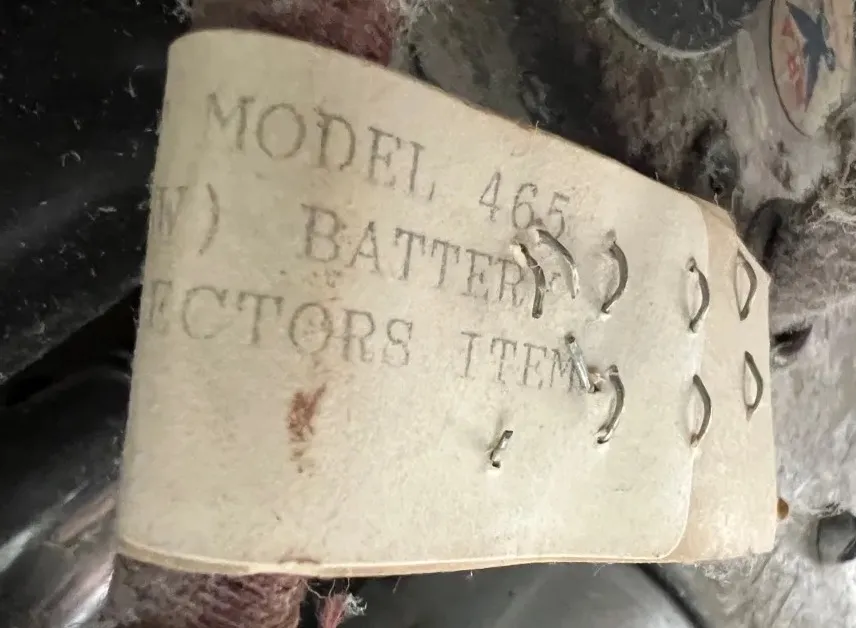 MODEL 465
W) BATTERY
ECTORS ITEM